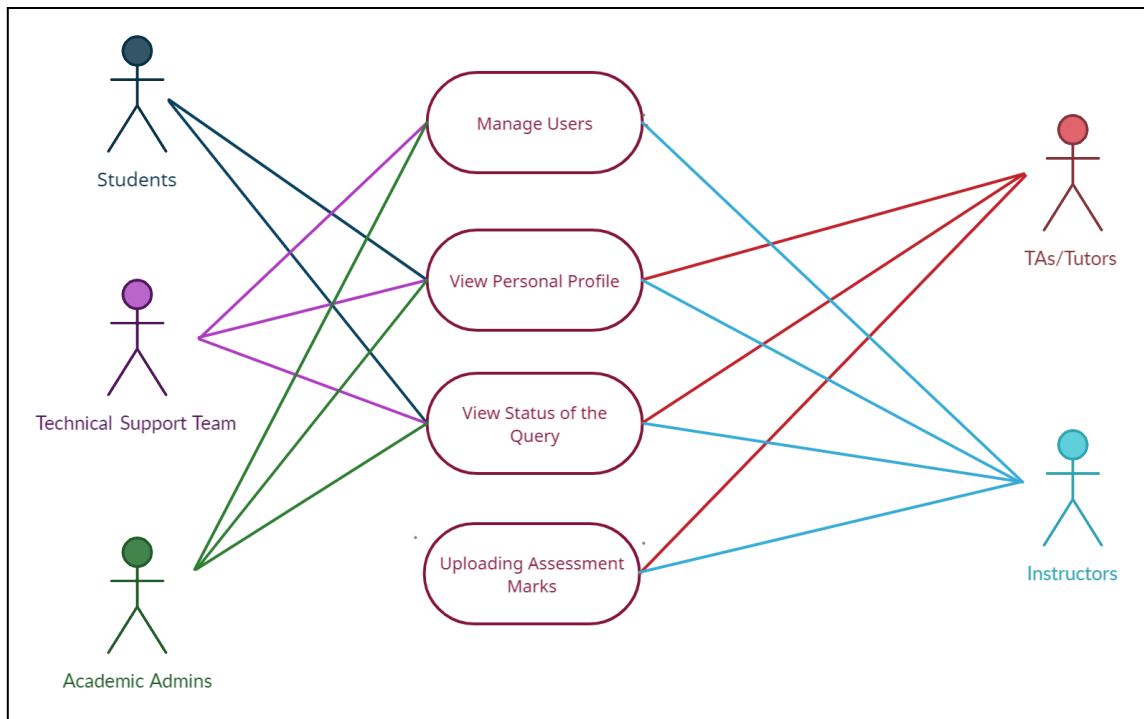 Students
Manage Users
TAs/Tutors
View Personal Profile
Technical Support Team
View Status of the
Query
Uploading Assessment
Marks
Instructors
Academic Admins